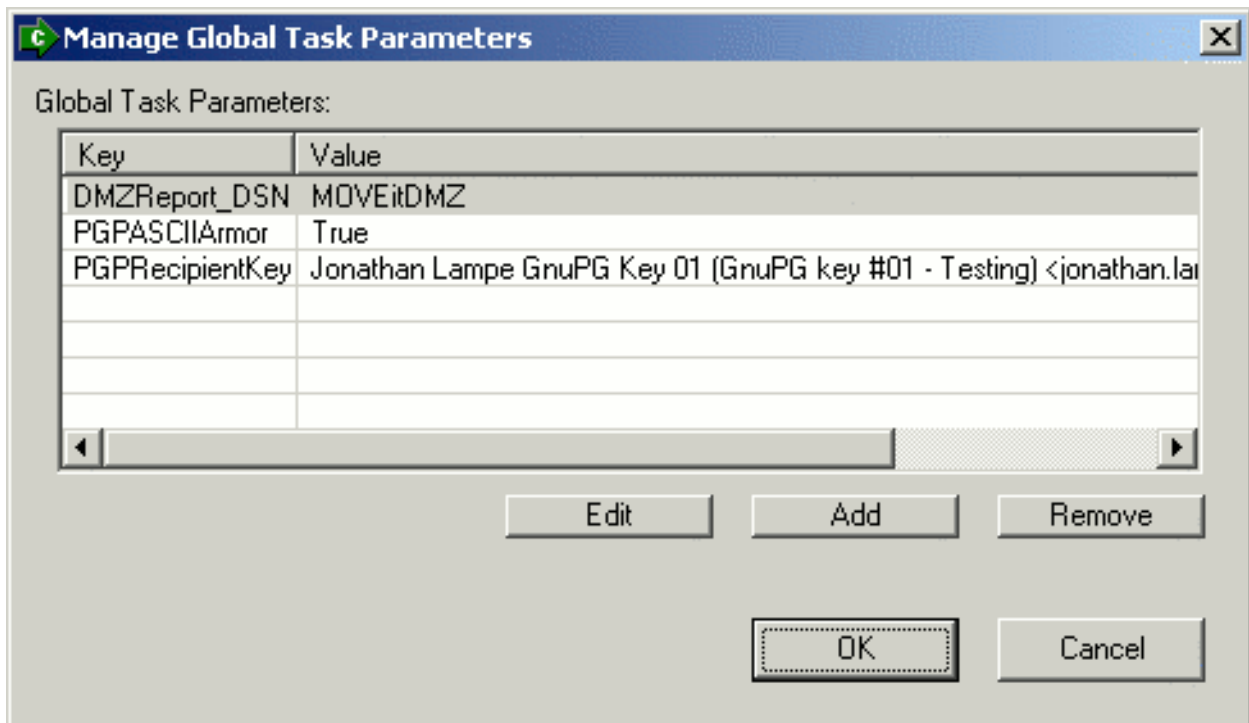 C Manage Global Task Parameters
Global Task Parameters:
Key Value
DMZReport_DSN MOVEitDMZ
PGPASCIIArmor True
PGPRecipientKey Jonathan Lampe GnuPG Key 01 (GnuPG key #01 - Testing) <jonathan.lai
Edit Add Remove
OK Cancel